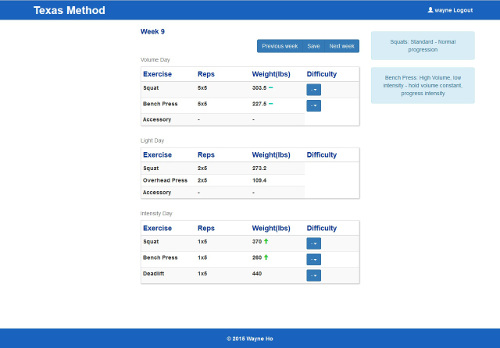 Texas Method
wayne Logout
Week 9
Previous week Save Next week
Volume Day
Exercise Reps Weight(lbs) Difficulty
Squat 5x5 303.5 –
Bench Press 5x5 227.5 –
Accessory - -
Light Day
Exercise Reps Weight(lbs) Difficulty
Squat 2x5 273.2
Overhead Press 2x5 109.4
Accessory - -
Intensity Day
Exercise Reps Weight(lbs) Difficulty
Squat 1x5 370 ↑
Bench Press 1x5 260 ↑
Deadlift 1x5 440
Squats: Standard - Normal
progression
Bench Press: High Volume, low
intensity - hold volume constant,
progress intensity
© 2015 Wayne Ho